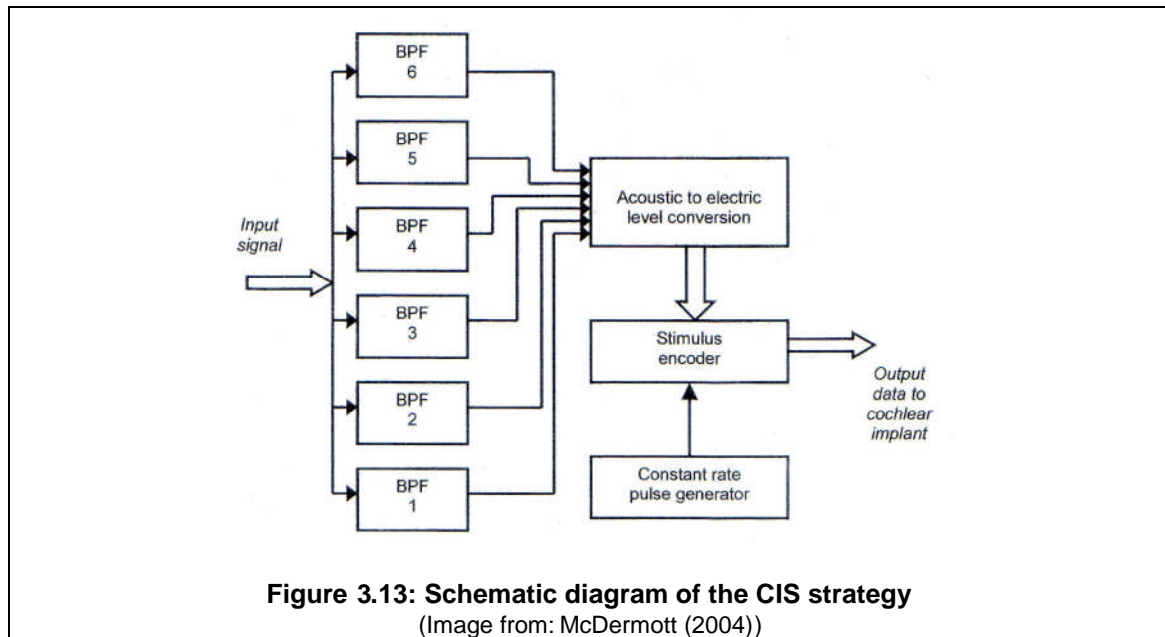 BPF
6
BPF
5
BPF
4
BPF
3
BPF
2
BPF
1
Input
signal
Acoustic to electric
level conversion
Stimulus
encoder
Constant rate
pulse generator
Output
data to
cochlear
implant
Figure 3.13: Schematic diagram of the CIS strategy
(Image from: McDermott (2004))